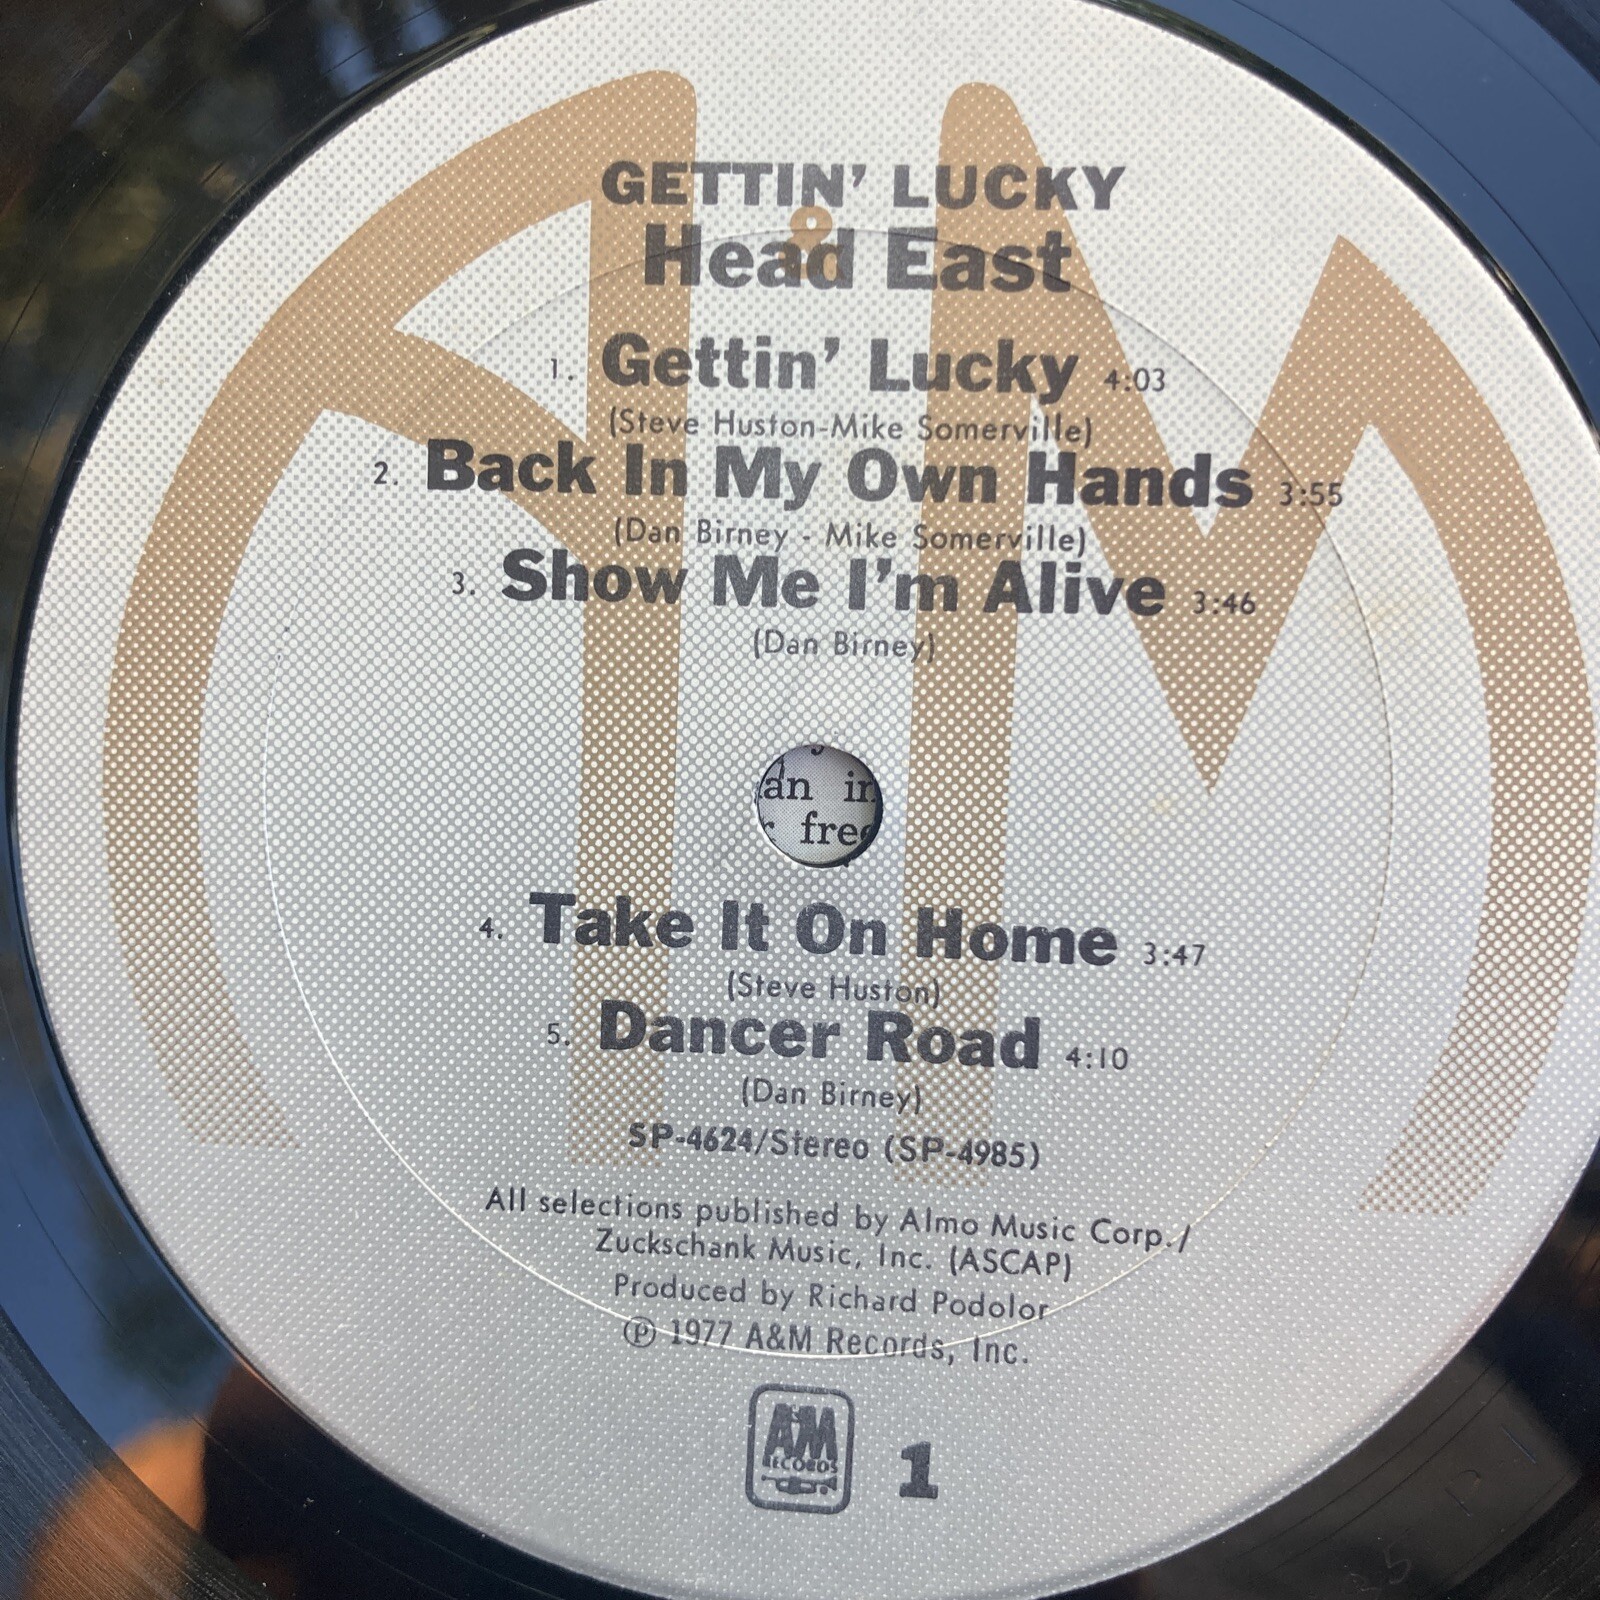 GETTIN' LUCKY
Head East
1. Gettin' Lucky 4:03
(Steve Huston-Mike Somerville)
2. Back In My Own Hands 3:55
(Dan Birney - Mike Somerville)
3. Show Me I'm Alive 3:46
(Dan Birney)
an in
free
4. Take It On Home 3:47
(Steve Huston)
5. Dancer Road 4:10
(Dan Birney)
SP-4624/Stereo (SP-4985)
All selections published by Almo Music Corp./
Zuckschank Music, Inc. (ASCAP)
Produced by Richard Podolor
℗ 1977 A&M Records, Inc.
A&M
RECORDS
1